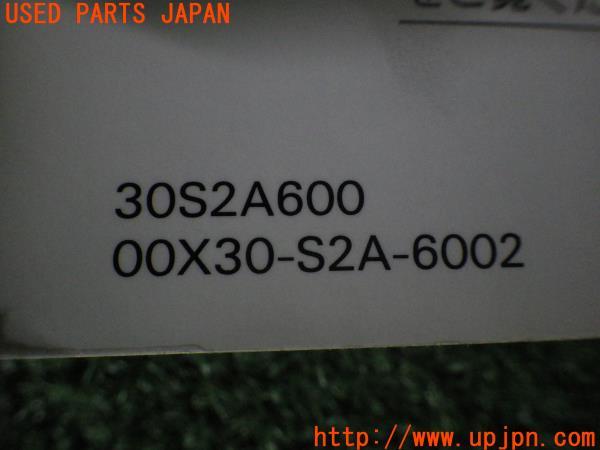 USED PARTS JAPAN
30S2A600
00X30-S2A-6002
http://www.upjpn.com